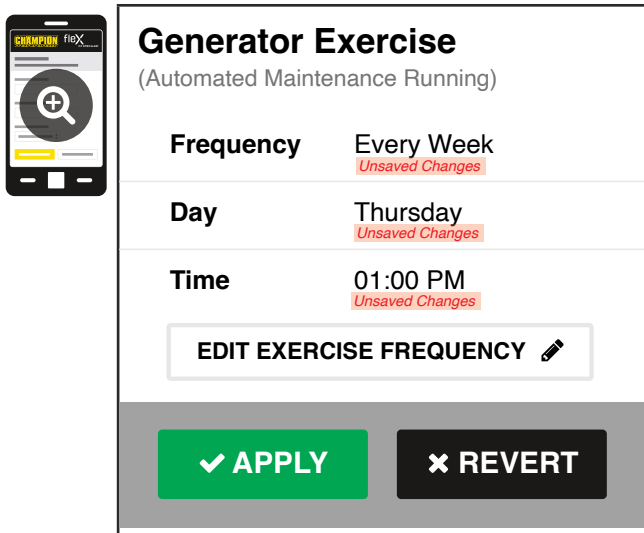 CHAMPION fleX
Generator Exercise
(Automated Maintenance Running)
Frequency Every Week
Unsaved Changes
Day Thursday
Unsaved Changes
Time 01:00 PM
Unsaved Changes
EDIT EXERCISE FREQUENCY
APPLY REVERT